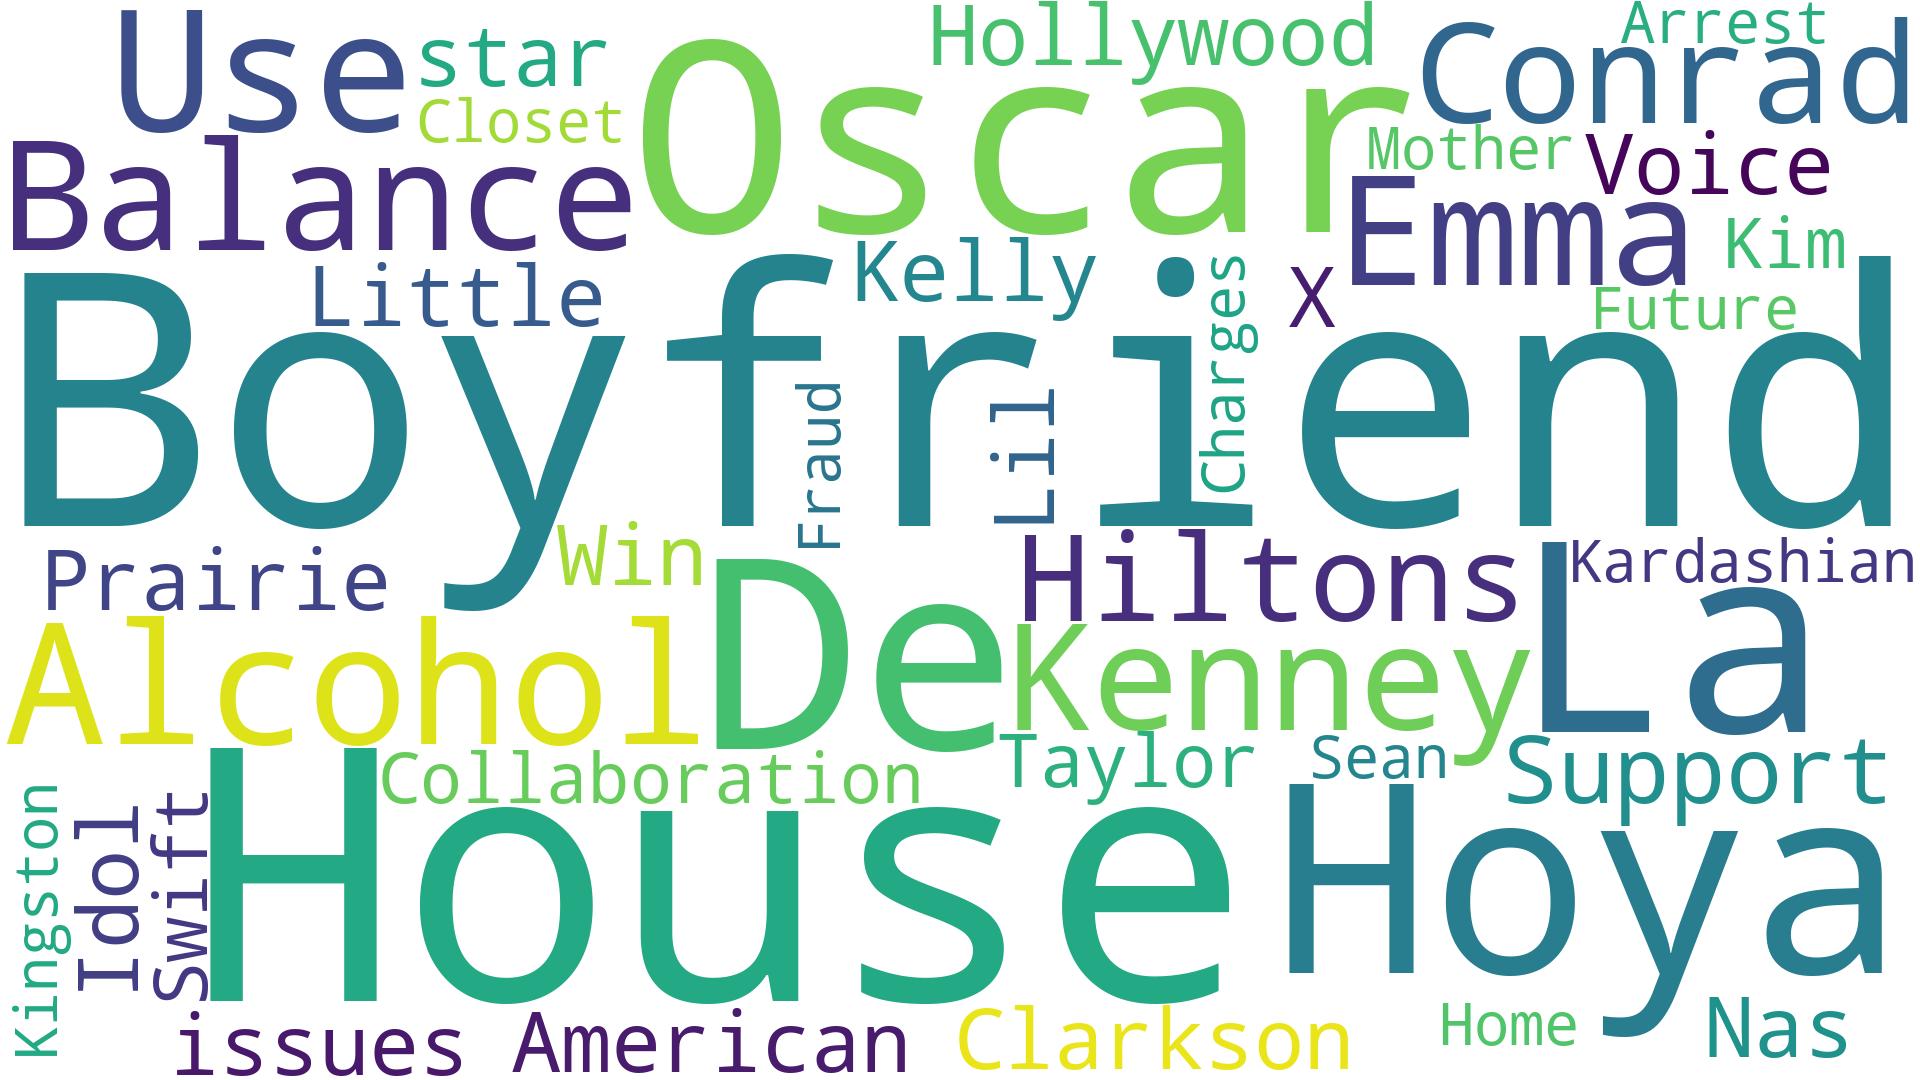 Use
star
Closet
Oscar
Hollywood
Conrad
Arrest
Balance
Mother
Voice
Emma
Kim
Future
Little
Kelly
Charges
X
Boyfriend
Fraud
Lil
Prairie
Win
De
Hiltons
Kardashian
La
Alcohol
Kenney
Collaboration
Taylor
Sean
Support
Kingston
Idol
Swift
House
Hoya
issues
American
Clarkson
Home
Nas